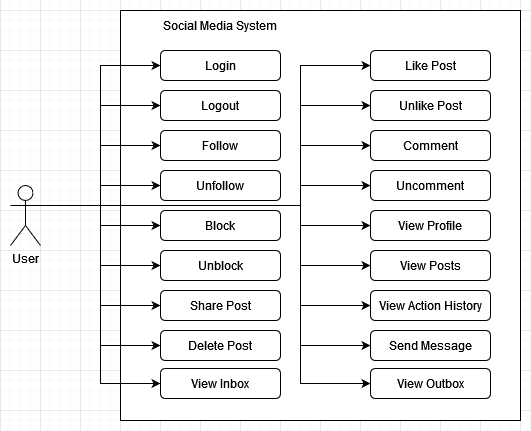 Social Media System
Login
Logout
Follow
Unfollow
Block
Unblock
Share Post
Delete Post
View Inbox
Like Post
Unlike Post
Comment
Uncomment
View Profile
View Posts
View Action History
Send Message
View Outbox
User